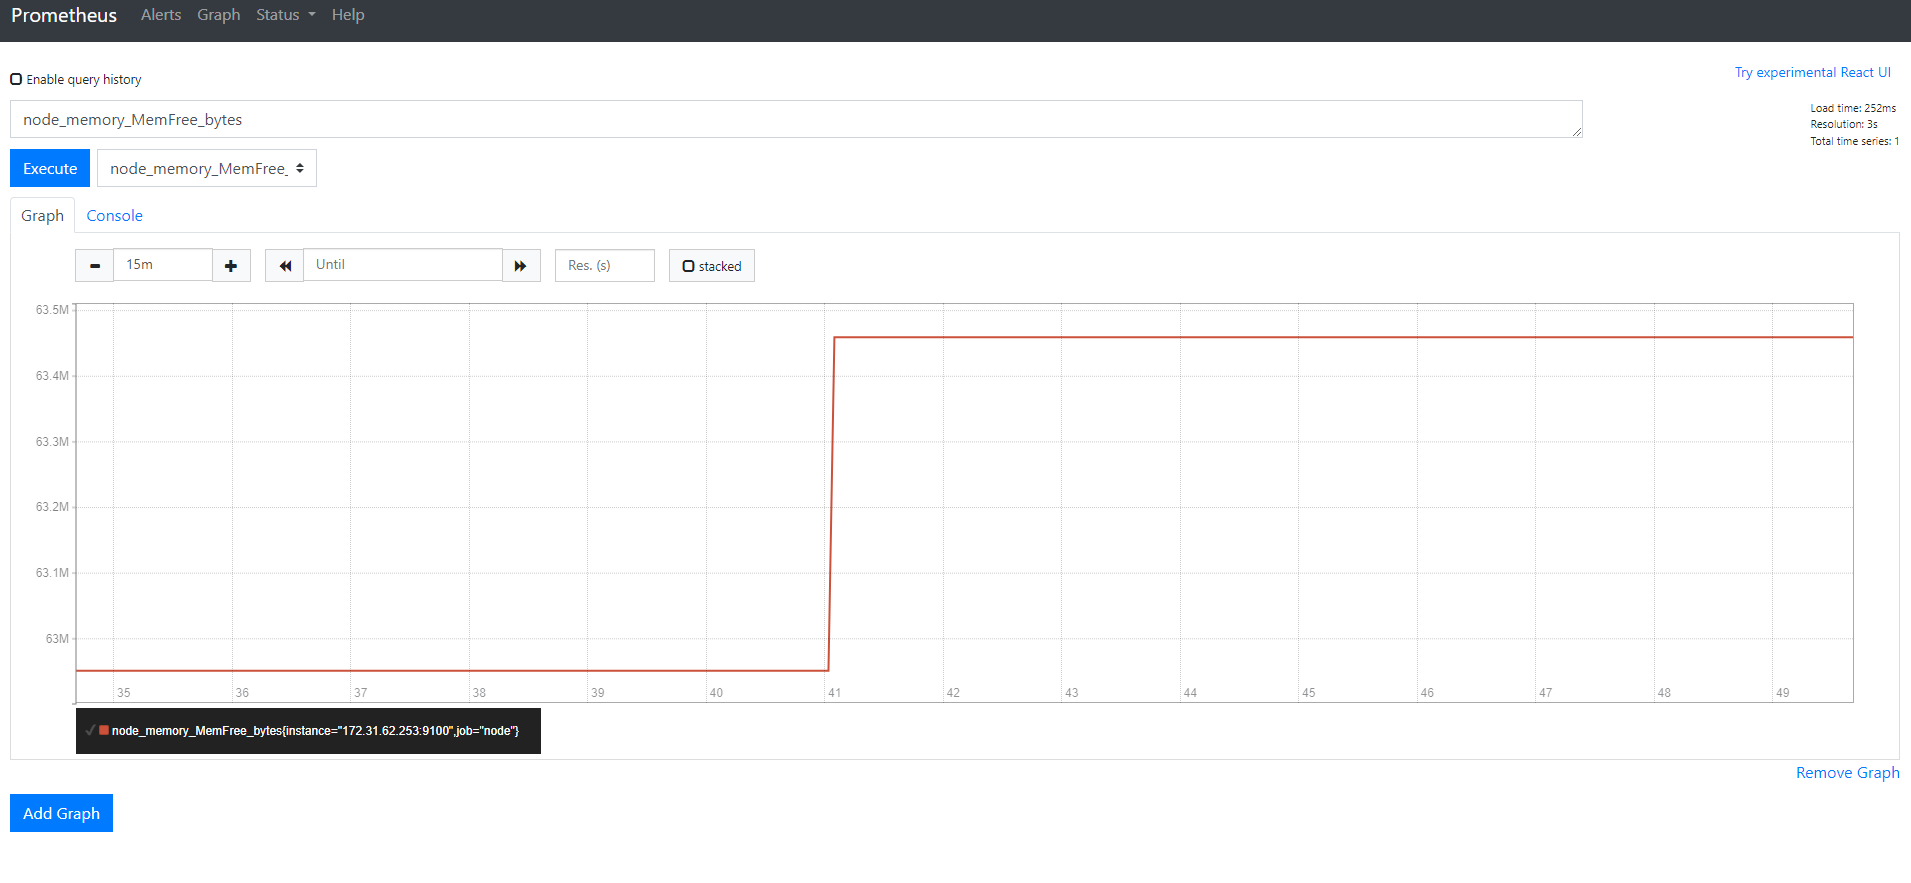 Prometheus Alerts Graph Status Help
Enable query history
Try experimental React UI
node_memory_MemFree_bytes
Load time: 252ms
Resolution: 3s
Total time series: 1
Execute node_memory_MemFree_
Graph Console
15m Until Res. (s) stacked
63.5M
63.4M
63.3M
63.2M
63.1M
63M
35 36 37 38 39 40 41 42 43 44 45 46 47 48 49
node_memory_MemFree_bytes{instance="172.31.62.253:9100",job="node"}
Remove Graph
Add Graph